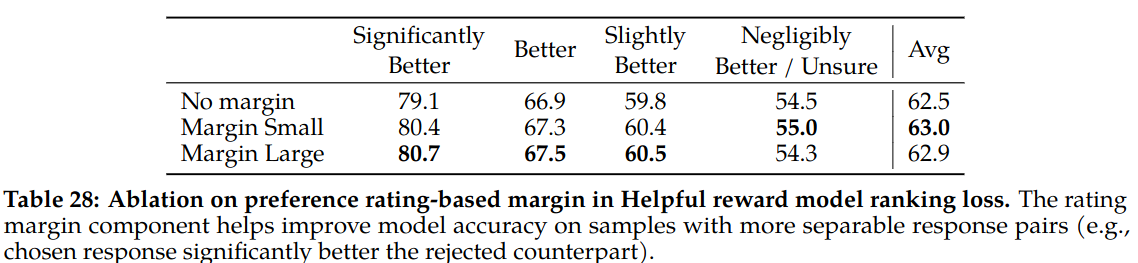 Significantly Better | Better | Slightly Better | Negligibly Better / Unsure | Avg
No margin 79.1 66.9 59.8 54.5 62.5
Margin Small 80.4 67.3 60.4 55.0 63.0
Margin Large 80.7 67.5 60.5 54.3 62.9
Table 28: Ablation on preference rating-based margin in Helpful reward model ranking loss. The rating
margin component helps improve model accuracy on samples with more separable response pairs (e.g.,
chosen response significantly better the rejected counterpart).